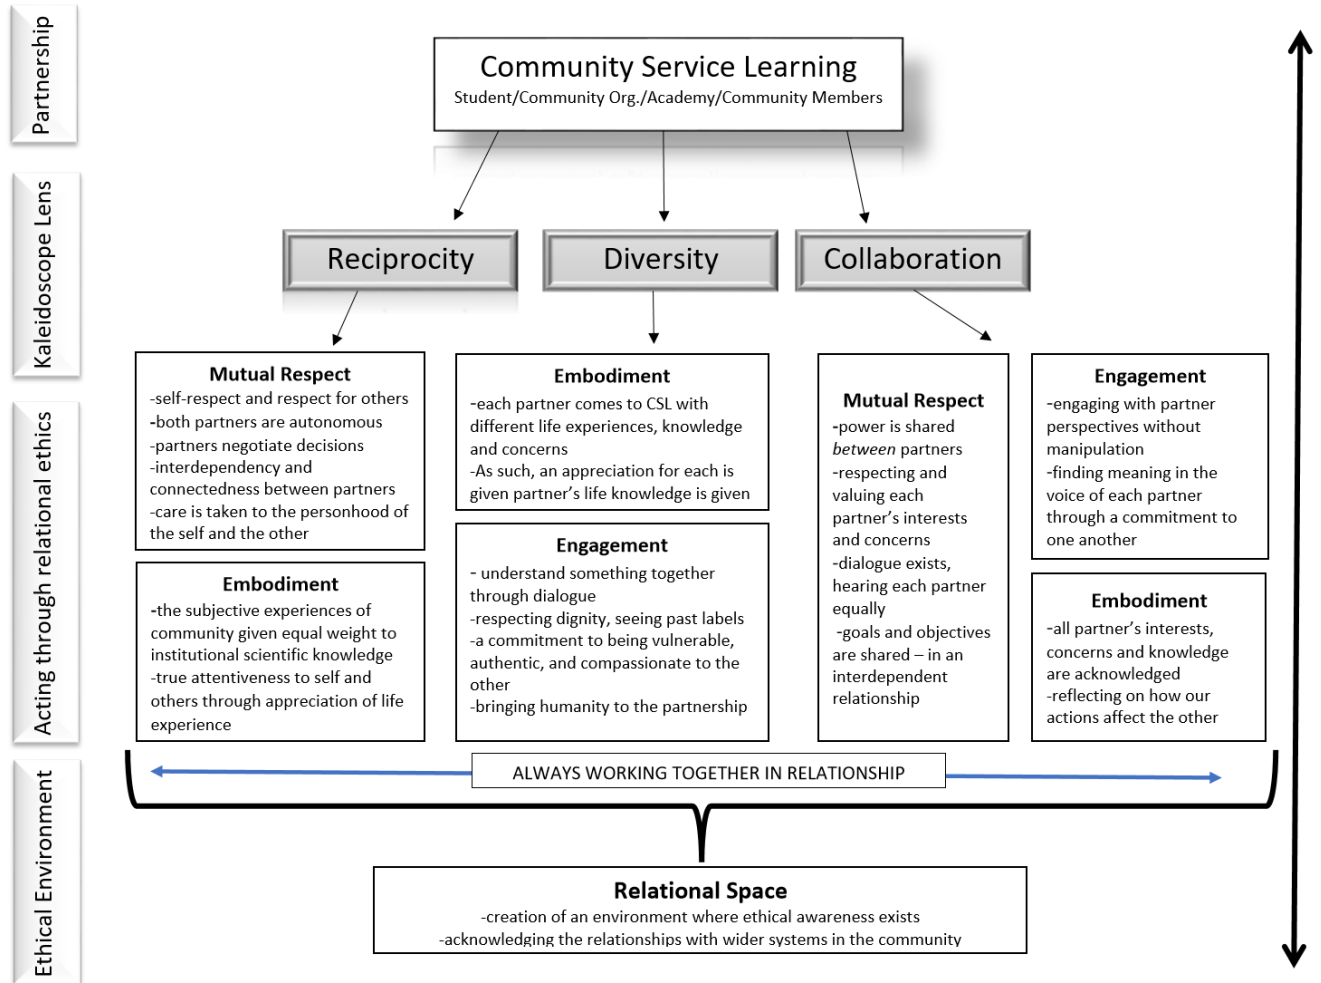 Partnership
Community Service Learning
Student/Community Org./Academy/Community Members
Kaleidoscope Lens
Reciprocity
Diversity
Collaboration
Acting through relational ethics
Mutual Respect
-self-respect and respect for others
-both partners are autonomous
-partners negotiate decisions
-interdependency and
connectedness between partners
-care is taken to the personhood of
the self and the other
Embodiment
-the subjective experiences of
community given equal weight to
institutional scientific knowledge
-true attentiveness to self and
others through appreciation of life
experience
Embodiment
-each partner comes to CSL with
different life experiences, knowledge
and concerns
-As such, an appreciation for each is
given partner's life knowledge is given
Engagement
- understand something together
through dialogue
-respecting dignity, seeing past labels
-a commitment to being vulnerable,
authentic, and compassionate to the
other
-bringing humanity to the partnership
Mutual Respect
-power is shared
between partners
-respecting and
valuing each
partner's interests
and concerns
-dialogue exists,
hearing each partner
equally
-goals and objectives
are shared – in an
interdependent
relationship
Engagement
-engaging with partner
perspectives without
manipulation
-finding meaning in the
voice of each partner
through a commitment to
one another
Embodiment
-all partner's interests,
concerns and knowledge
are acknowledged
-reflecting on how our
actions affect the other
ALWAYS WORKING TOGETHER IN RELATIONSHIP
Ethical Environment
Relational Space
-creation of an environment where ethical awareness exists
-acknowledging the relationships with wider systems in the community